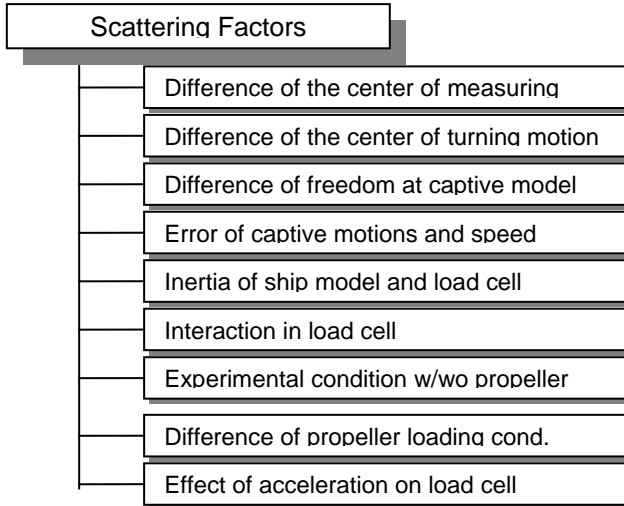 Scattering Factors
Difference of the center of measuring
Difference of the center of turning motion
Difference of freedom at captive model
Error of captive motions and speed
Inertia of ship model and load cell
Interaction in load cell
Experimental condition w/wo propeller
Difference of propeller loading cond.
Effect of acceleration on load cell